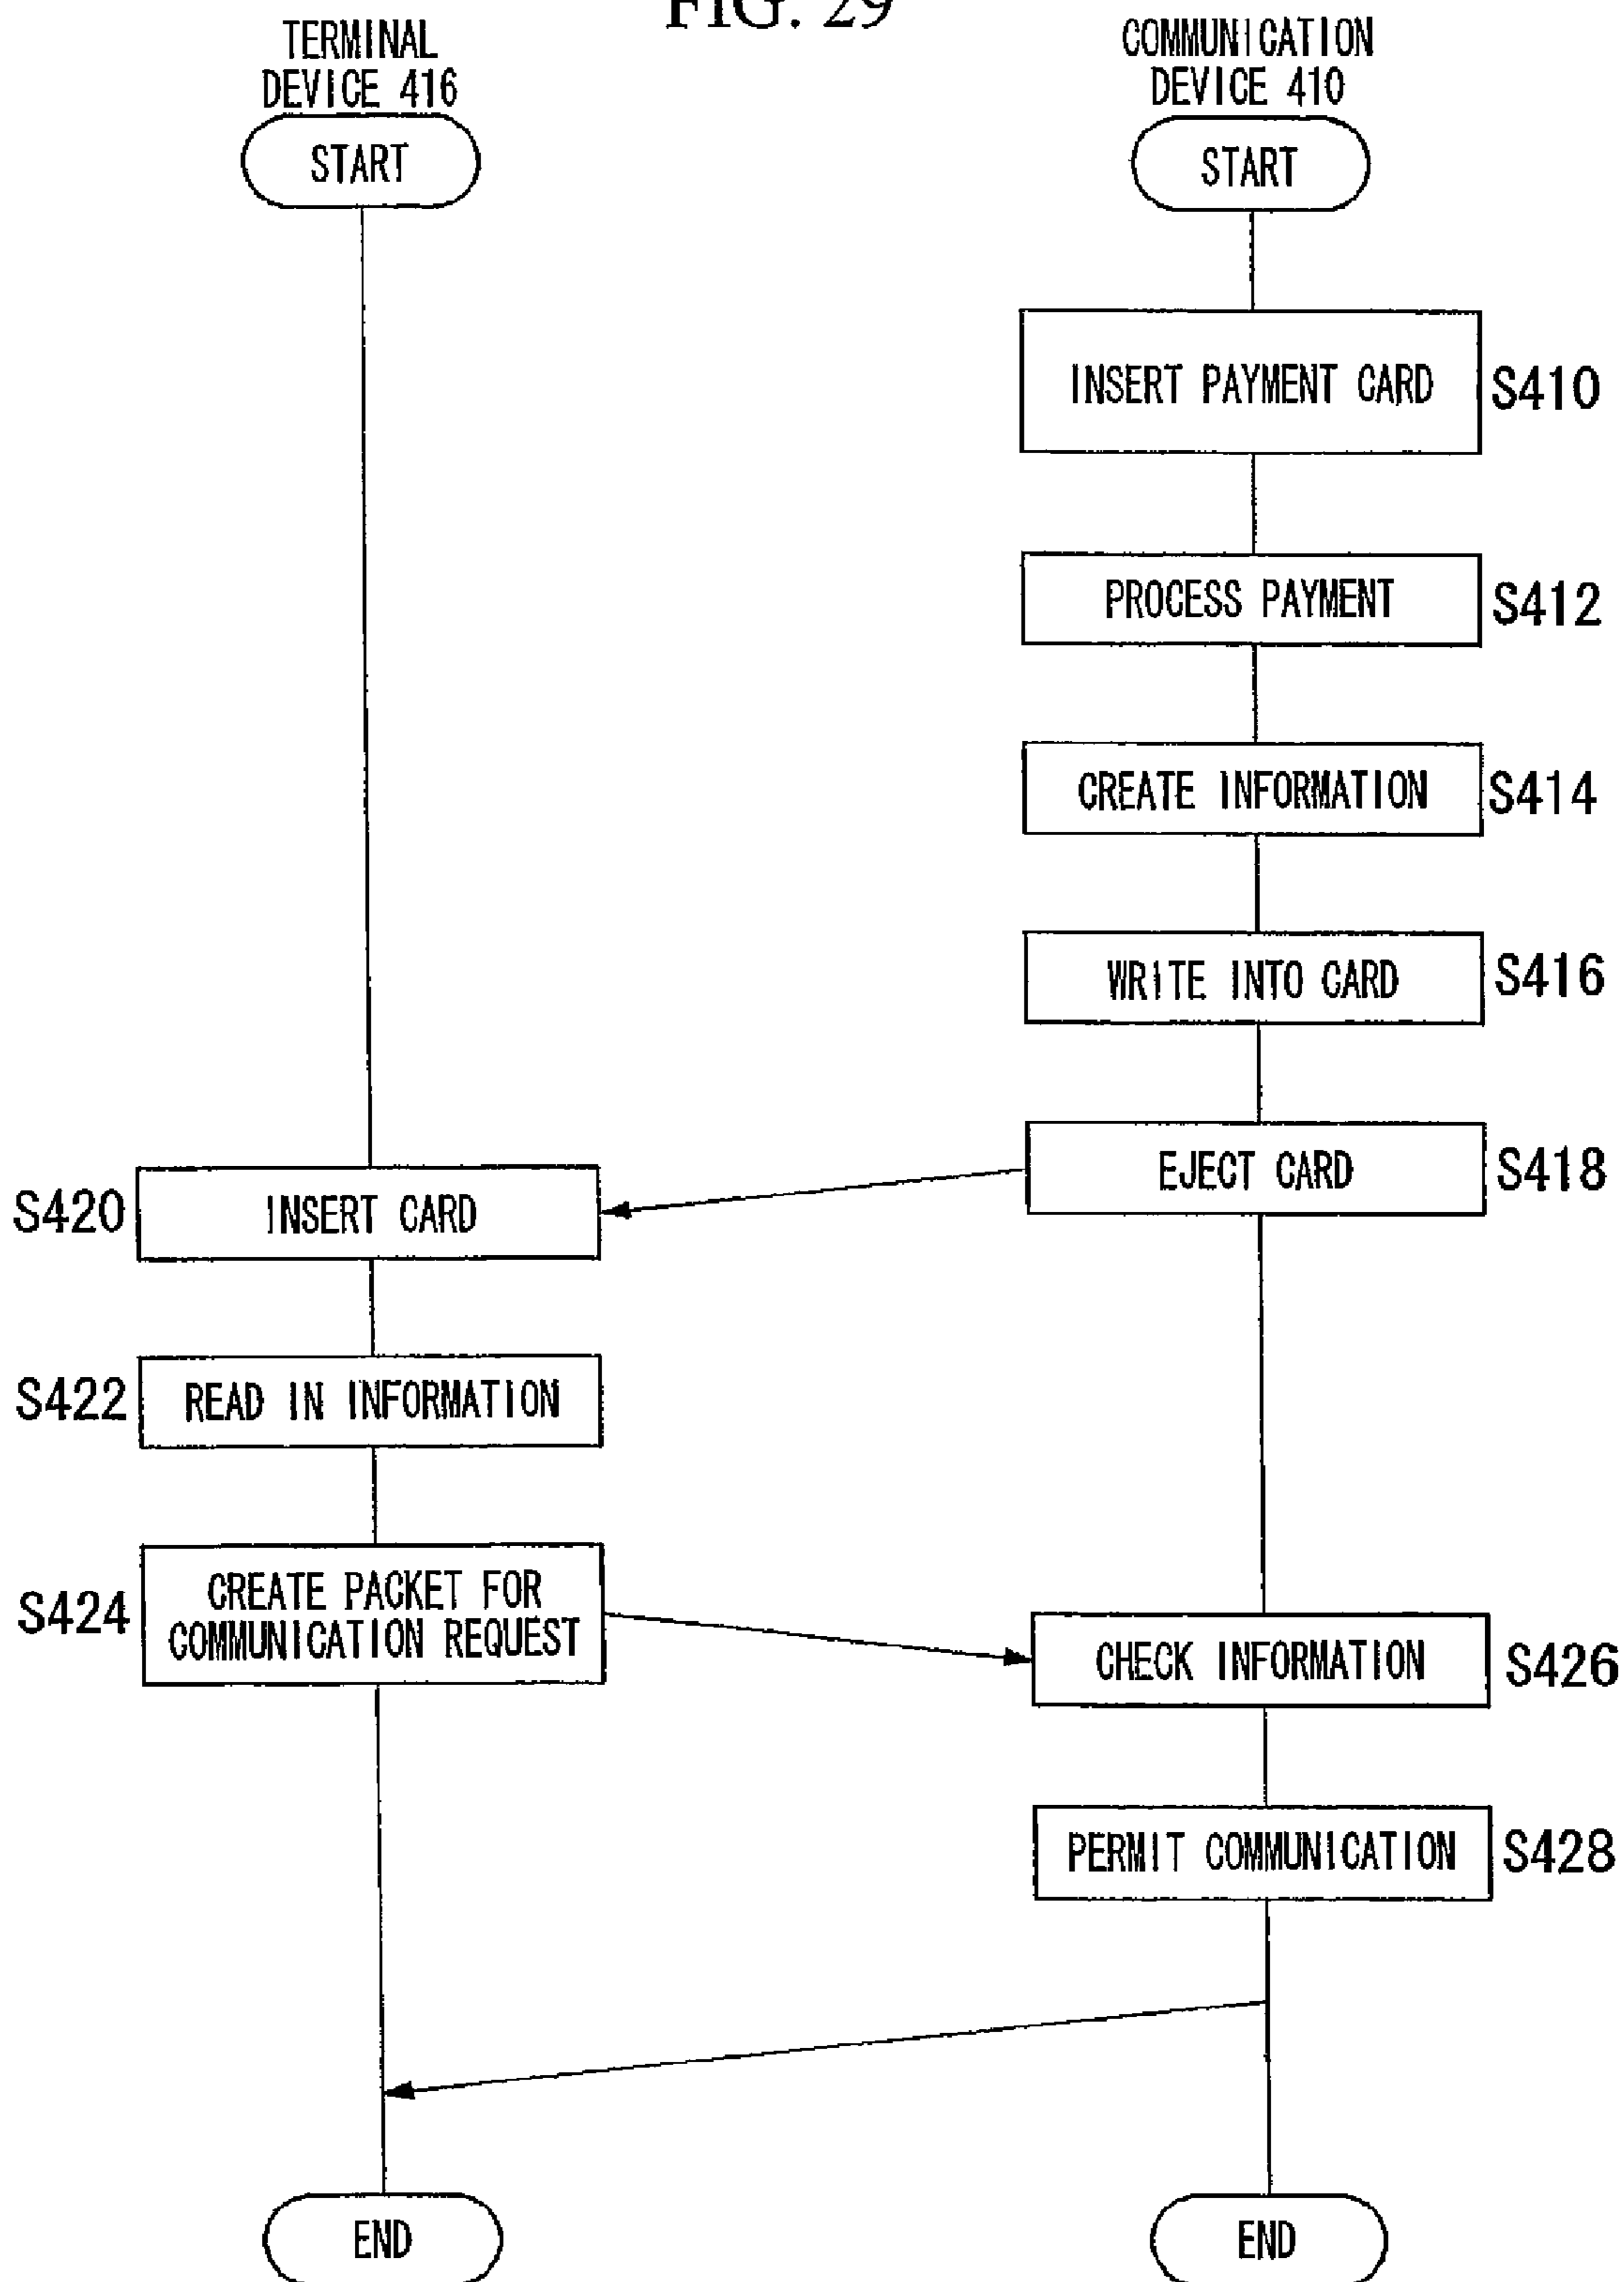 FIG. 29
TERMINAL
DEVICE 416
COMMUNICATION
DEVICE 410
START
START
INSERT PAYMENT CARD
S410
PROCESS PAYMENT
S412
CREATE INFORMATION
S414
WRITE INTO CARD
S416
EJECT CARD
S418
S420
INSERT CARD
S422
READ IN INFORMATION
S424
CREATE PACKET FOR
COMMUNICATION REQUEST
CHECK INFORMATION
S426
PERMIT COMMUNICATION
S428
END
END